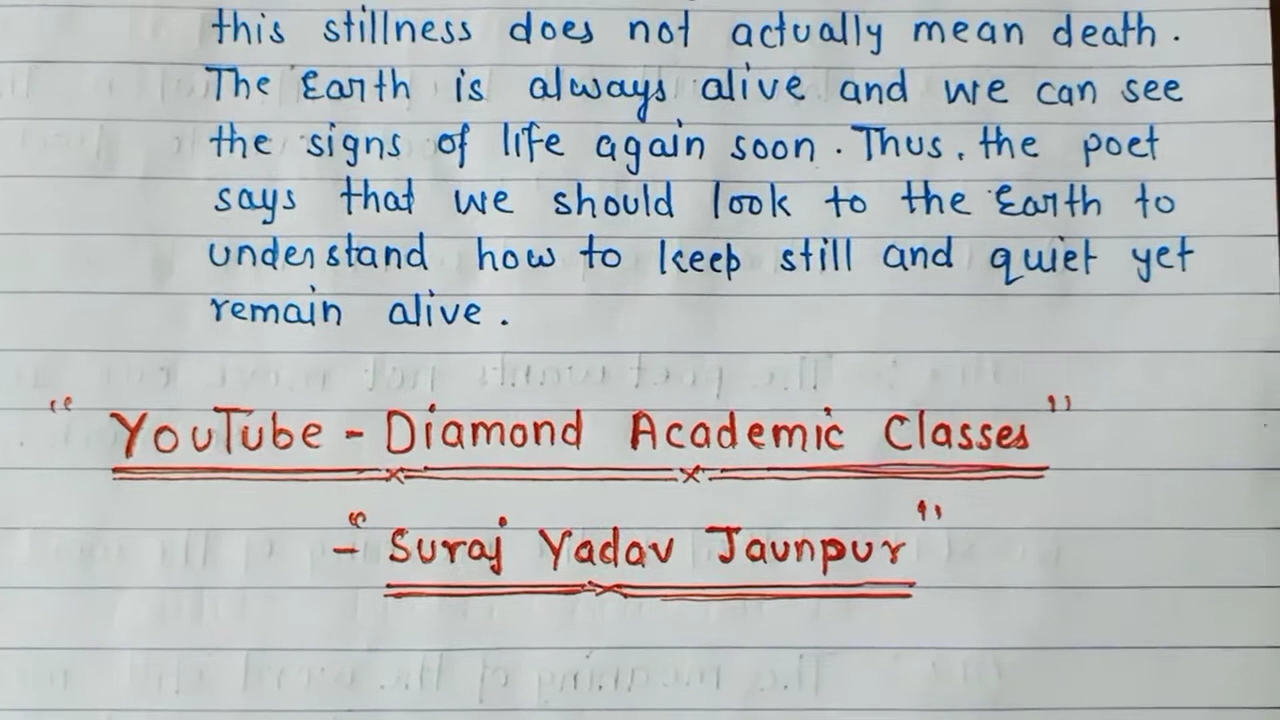 this stillness does not actually mean death.
The Earth is always alive and we can see
the signs of life again soon. Thus, the poet
says that we should look to the Earth to
understand how to keep still and quiet yet
remain alive.
"YouTube - Diamond Academic Classes"
- "Suraj Yadav Jaunpur"